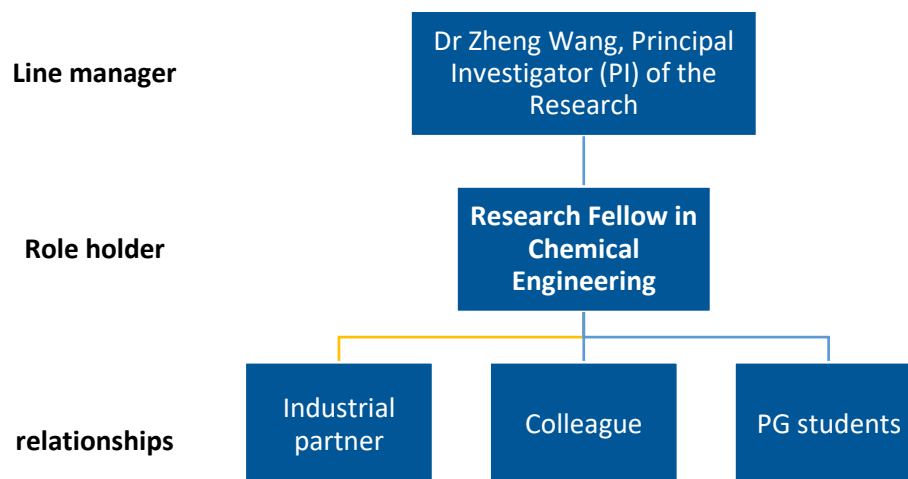 Line manager
Dr Zheng Wang, Principal
Investigator (PI) of the
Research
Role holder
Research Fellow in
Chemical
Engineering
relationships
Industrial
partner
Colleague
PG students